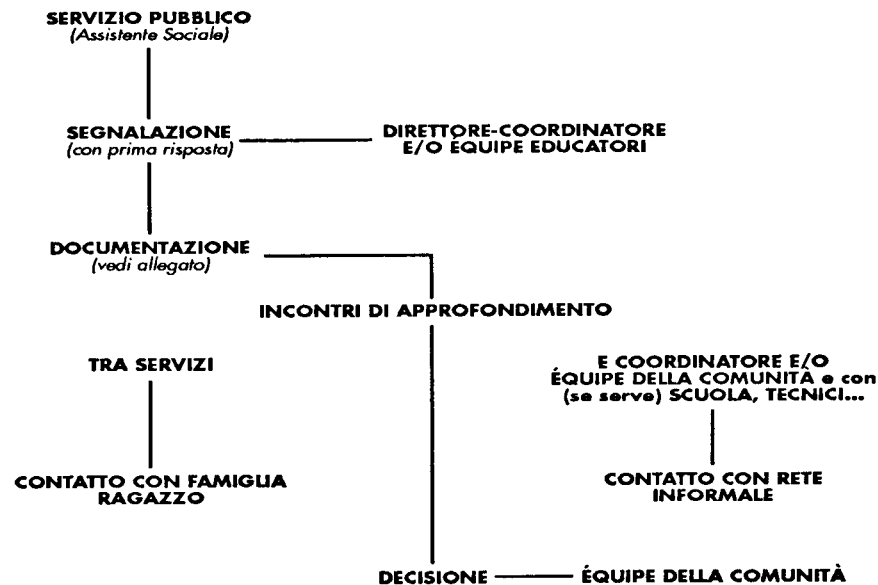 SERVIZIO PUBBLICO
(Assistente Sociale)
SEGNALAZIONE
(con prima risposta)
DIRETTORE-COORDINATORE
E/O ÉQUIPE EDUCATORI
DOCUMENTAZIONE
(vedi allegato)
INCONTRI DI APPROFONDIMENTO
TRA SERVIZI
E COORDINATORE E/O
ÉQUIPE DELLA COMUNITÀ e con
(se serve) SCUOLA, TECNICI...
CONTATTO CON FAMIGLIA
RAGAZZO
CONTATTO CON RETE
INFORMALE
DECISIONE
ÉQUIPE DELLA COMUNITÀ